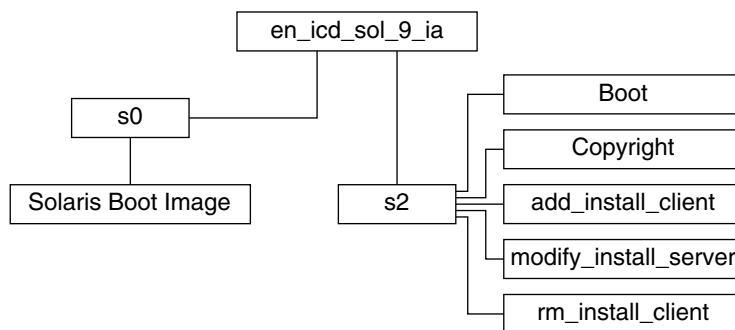 en_icd_sol_9_ia
s0
Boot
Copyright
Solaris Boot Image
s2
add_install_client
modify_install_server
rm_install_client